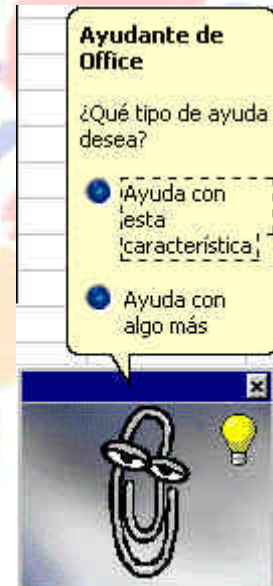 Ayudante de
Office
¿Qué tipo de ayuda
desea?
Ayuda con
esta
característica
Ayuda con
algo más